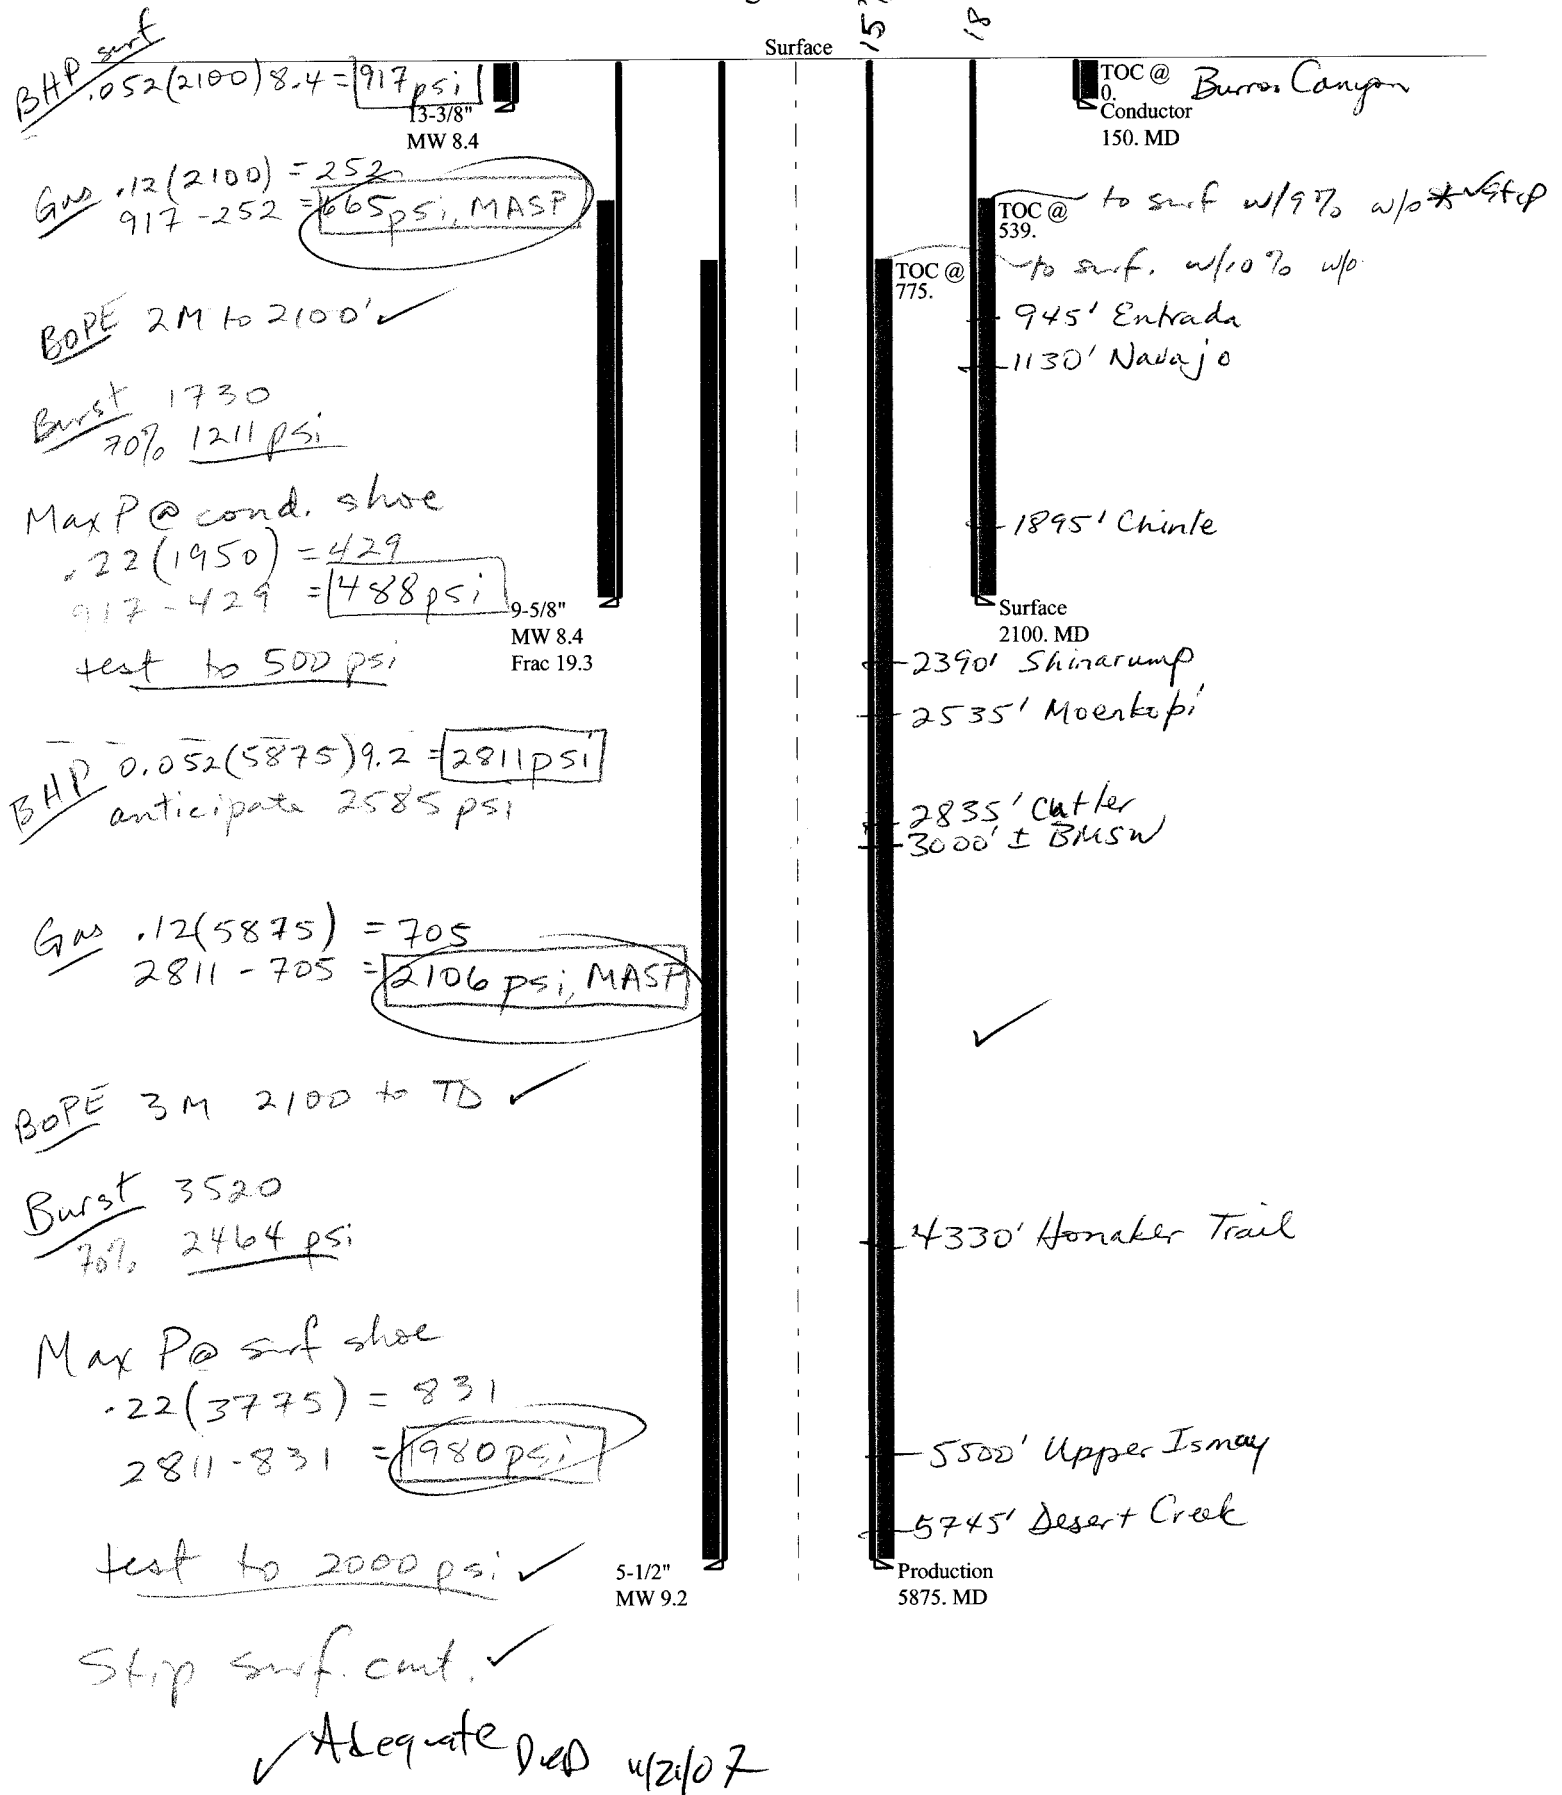 Surface
15
18
BHP surf
.052(2100)8.4 = 917 psi
13-3/8"
MW 8.4
TOC @
0.
Conductor
150. MD
Burro Canyon
Gas .12(2100) = 252
917 - 252 = 665 psi, MASP
TOC @
539.
to surf w/9% w/o * ✓stip
TOC @
775.
to surf. w/10% w/o
BOPE 2M to 2100' ✓
945' Entrada
1130' Navajo
Burst 1730
70% 1211 psi
Max P @ cond. shoe
.22(1950) = 429
917 - 429 = 488 psi
test to 500 psi
1895' Chinle
9-5/8"
MW 8.4
Frac 19.3
Surface
2100. MD
2390' Shinarump
2535' Moenkopi
BHP 0.052(5875)9.2 = 2811 psi
anticipate 2585 psi
2835' Cutler
3000' ± BMSW
Gas .12(5875) = 705
2811 - 705 = 2106 psi, MASP
✓
BOPE 3M 2100 to TD ✓
Burst 3520
70% 2464 psi
4330' Honaker Trail
Max P @ surf shoe
.22(3775) = 831
2811 - 831 = 1980 psi
5500' Upper Ismay
5745' Desert Creek
test to 2000 psi ✓
5-1/2"
MW 9.2
Production
5875. MD
Stip surf. cmt. ✓
✓ Adequate